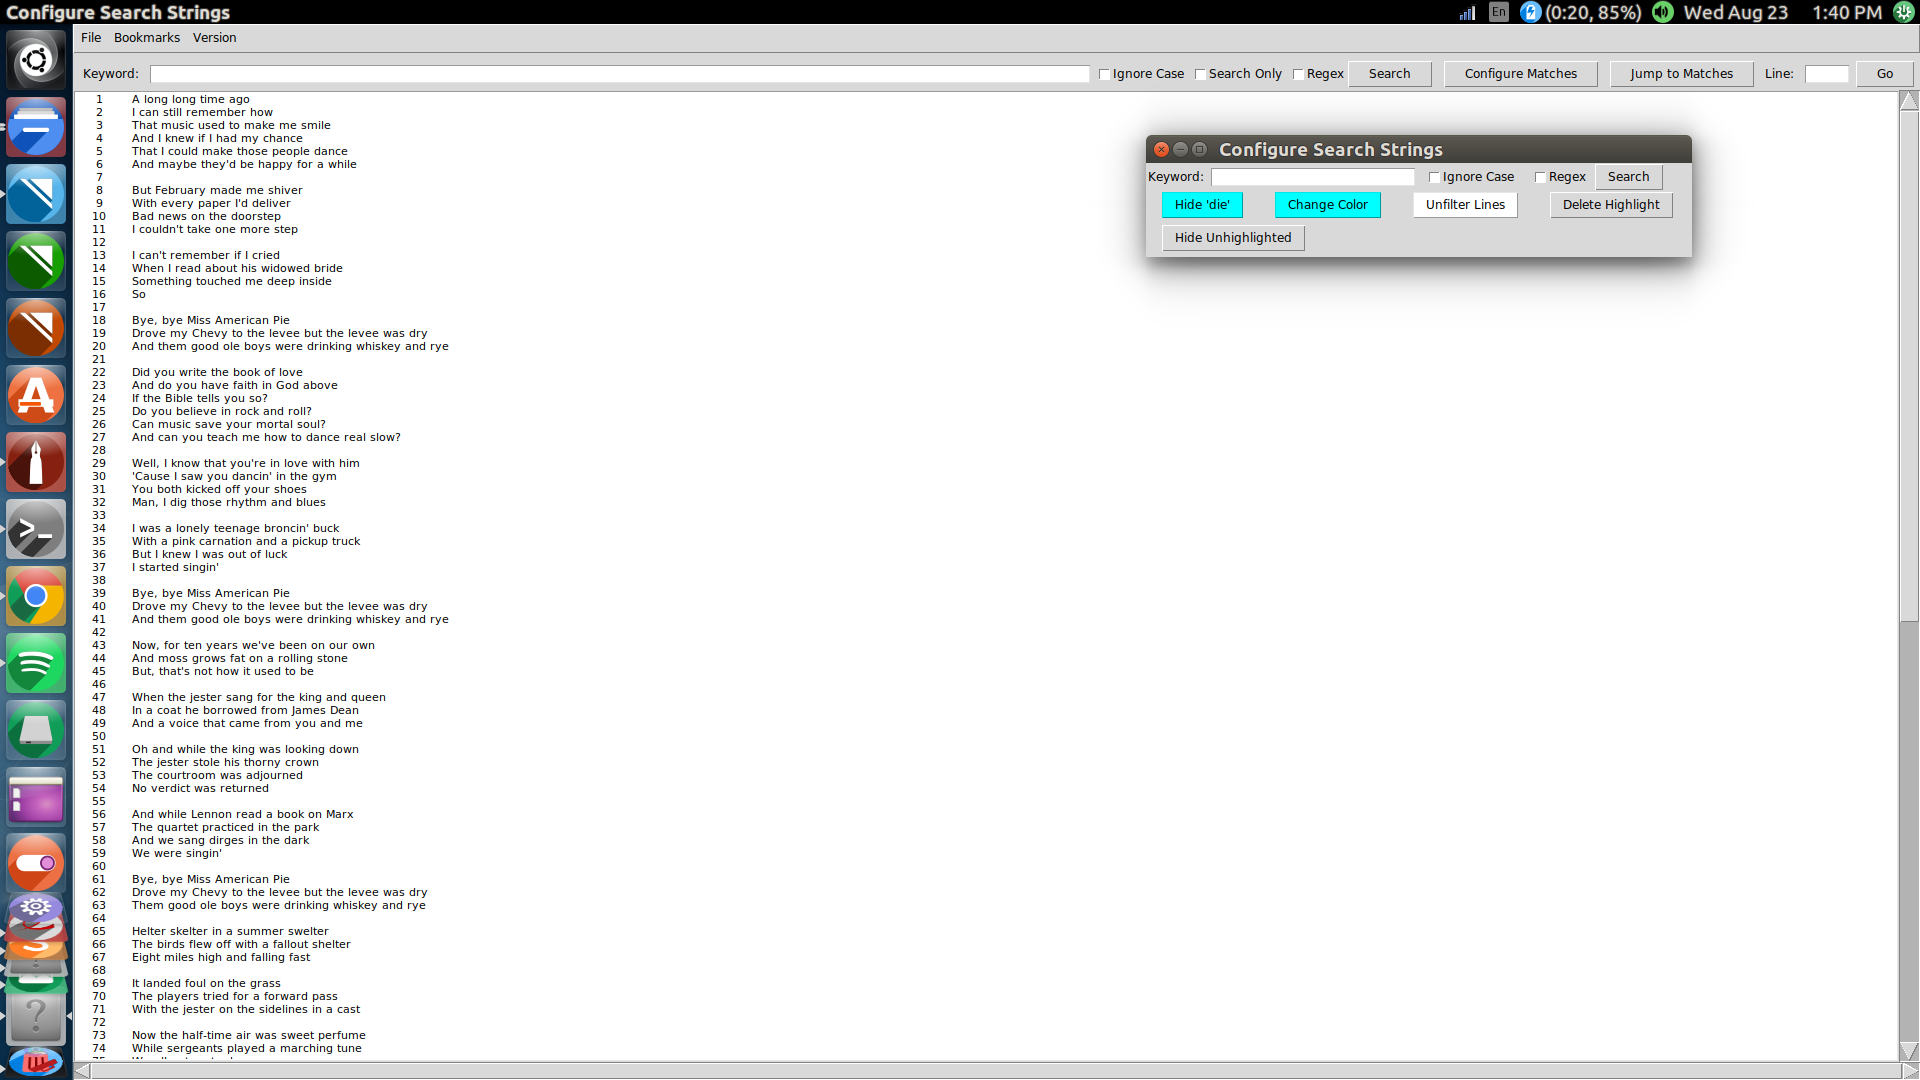 Configure Search Strings
En (0:20, 85%) Wed Aug 23 1:40 PM
File Bookmarks Version
Keyword: Ignore Case Search Only Regex Search Configure Matches Jump to Matches Line: Go
1 A long long time ago
2 I can still remember how
3 That music used to make me smile
4 And I knew if I had my chance
5 That I could make those people dance
6 And maybe they'd be happy for a while
7
8 But February made me shiver
9 With every paper I'd deliver
10 Bad news on the doorstep
11 I couldn't take one more step
12
13 I can't remember if I cried
14 When I read about his widowed bride
15 Something touched me deep inside
16 So
17
18 Bye, bye Miss American Pie
19 Drove my Chevy to the levee but the levee was dry
20 And them good ole boys were drinking whiskey and rye
21
22 Did you write the book of love
23 And do you have faith in God above
24 If the Bible tells you so?
25 Do you believe in rock and roll?
26 Can music save your mortal soul?
27 And can you teach me how to dance real slow?
28
29 Well, I know that you're in love with him
30 'Cause I saw you dancin' in the gym
31 You both kicked off your shoes
32 Man, I dig those rhythm and blues
33
34 I was a lonely teenage broncin' buck
35 With a pink carnation and a pickup truck
36 But I knew I was out of luck
37 I started singin'
38
39 Bye, bye Miss American Pie
40 Drove my Chevy to the levee but the levee was dry
41 And them good ole boys were drinking whiskey and rye
42
43 Now, for ten years we've been on our own
44 And moss grows fat on a rolling stone
45 But, that's not how it used to be
46
47 When the jester sang for the king and queen
48 In a coat he borrowed from James Dean
49 And a voice that came from you and me
50
51 Oh and while the king was looking down
52 The jester stole his thorny crown
53 The courtroom was adjourned
54 No verdict was returned
55
56 And while Lennon read a book on Marx
57 The quartet practiced in the park
58 And we sang dirges in the dark
59 We were singin'
60
61 Bye, bye Miss American Pie
62 Drove my Chevy to the levee but the levee was dry
63 Them good ole boys were drinking whiskey and rye
64
65 Helter skelter in a summer swelter
66 The birds flew off with a fallout shelter
67 Eight miles high and falling fast
68
69 It landed foul on the grass
70 The players tried for a forward pass
71 With the jester on the sidelines in a cast
72
73 Now the half-time air was sweet perfume
74 While sergeants played a marching tune
Configure Search Strings
Keyword: Ignore Case Regex Search
Hide 'die' Change Color Unfilter Lines Delete Highlight
Hide Unhighlighted